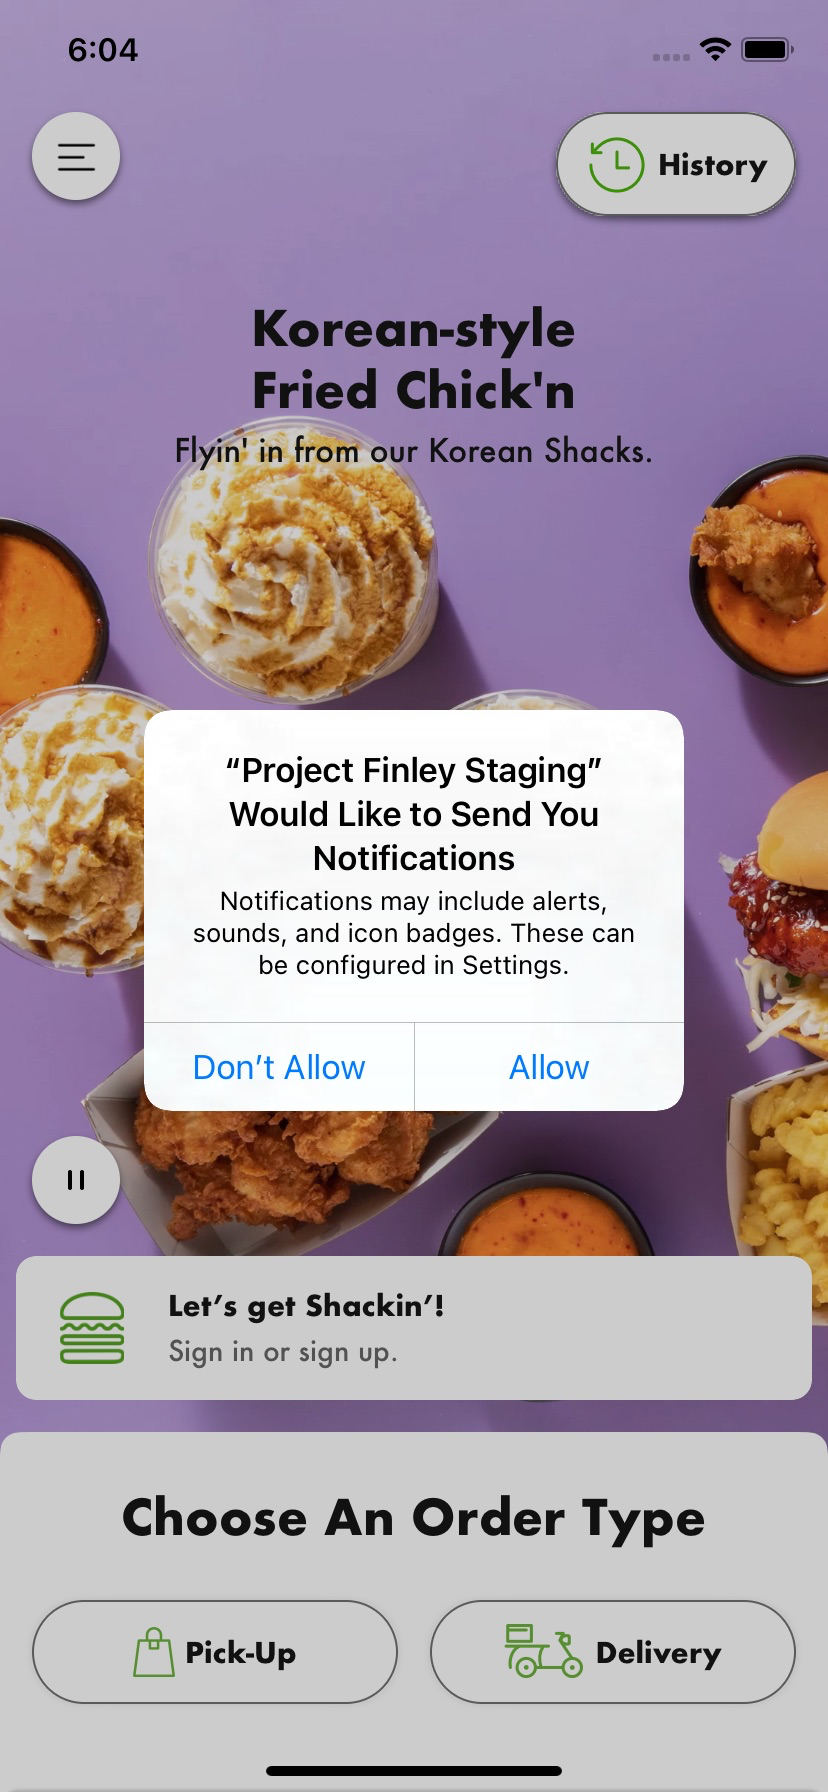 6:04
History
Korean-style
Fried Chick'n
Flyin' in from our Korean Shacks.
“Project Finley Staging”
Would Like to Send You
Notifications
Notifications may include alerts,
sounds, and icon badges. These can
be configured in Settings.
Don’t Allow
Allow
Let’s get Shackin’!
Sign in or sign up.
Choose An Order Type
Pick-Up
Delivery